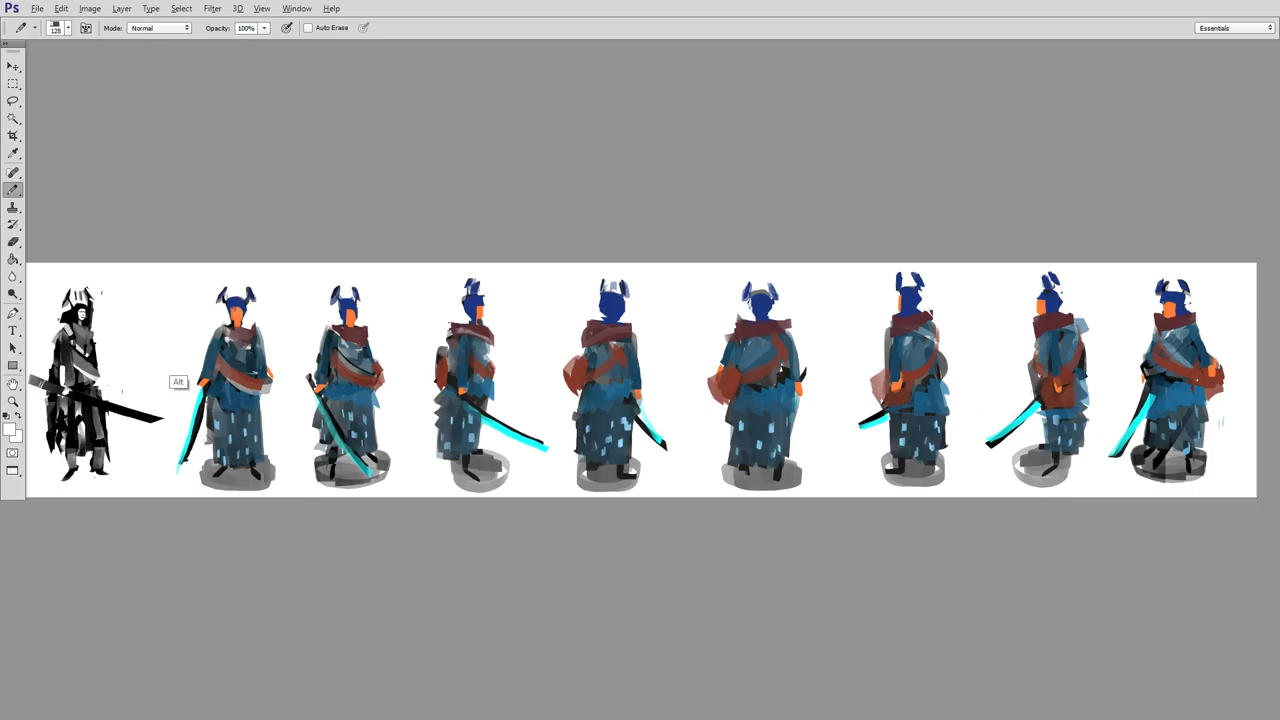 Ps File Edit Image Layer Type Select Filter 3D View Window Help
128 Mode: Normal Opacity: 100% Auto Erase Essentials
T
Alt